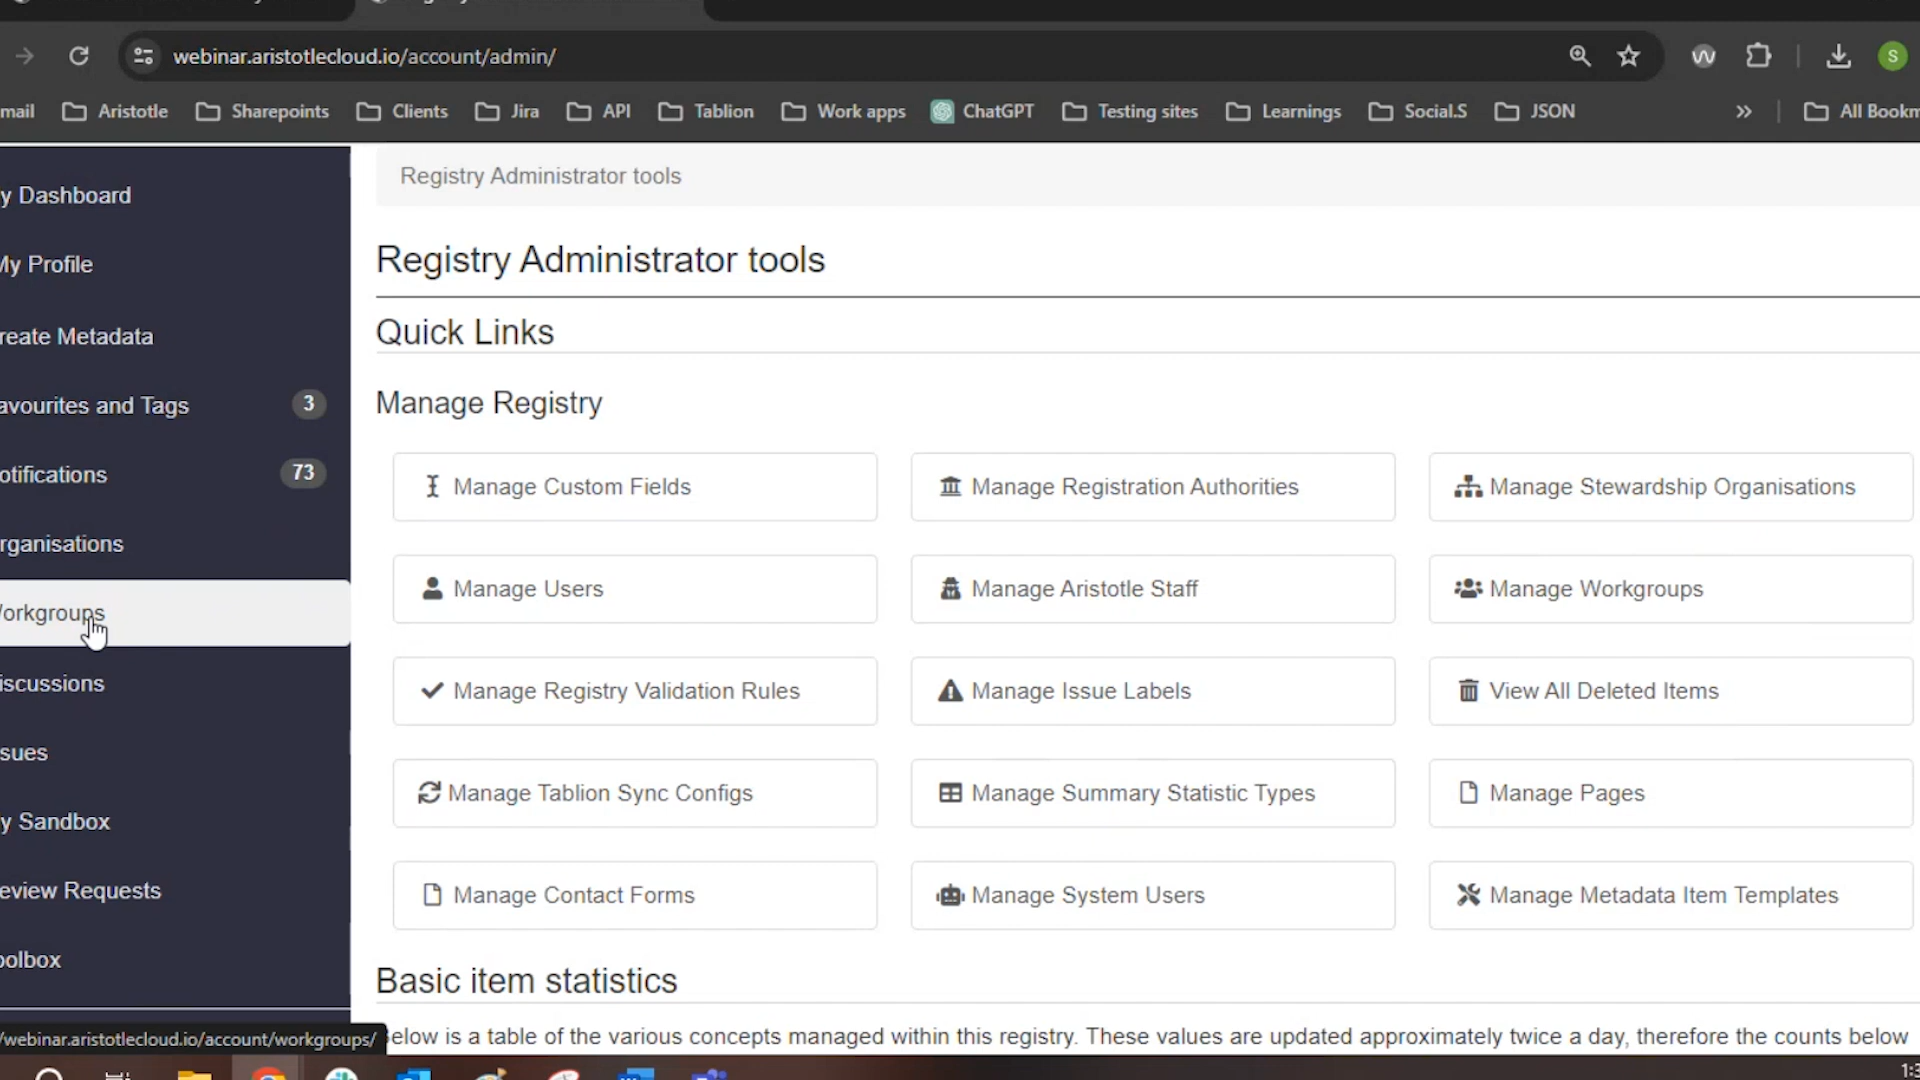 webinar.aristotlecloud.io/account/admin/
S
mail Aristotle Sharepoints Clients Jira API Tablion Work apps ChatGPT Testing sites Learnings Social.S JSON » All Bookm
y Dashboard
My Profile
reate Metadata
avourites and Tags 3
otifications 73
rganisations
orkgroups
iscussions
sues
y Sandbox
eview Requests
oolbox
/webinar.aristotlecloud.io/account/workgroups/
Registry Administrator tools
Registry Administrator tools
Quick Links
Manage Registry
Manage Custom Fields Manage Registration Authorities Manage Stewardship Organisations
Manage Users Manage Aristotle Staff Manage Workgroups
Manage Registry Validation Rules Manage Issue Labels View All Deleted Items
Manage Tablion Sync Configs Manage Summary Statistic Types Manage Pages
Manage Contact Forms Manage System Users Manage Metadata Item Templates
Basic item statistics
elow is a table of the various concepts managed within this registry. These values are updated approximately twice a day, therefore the counts below